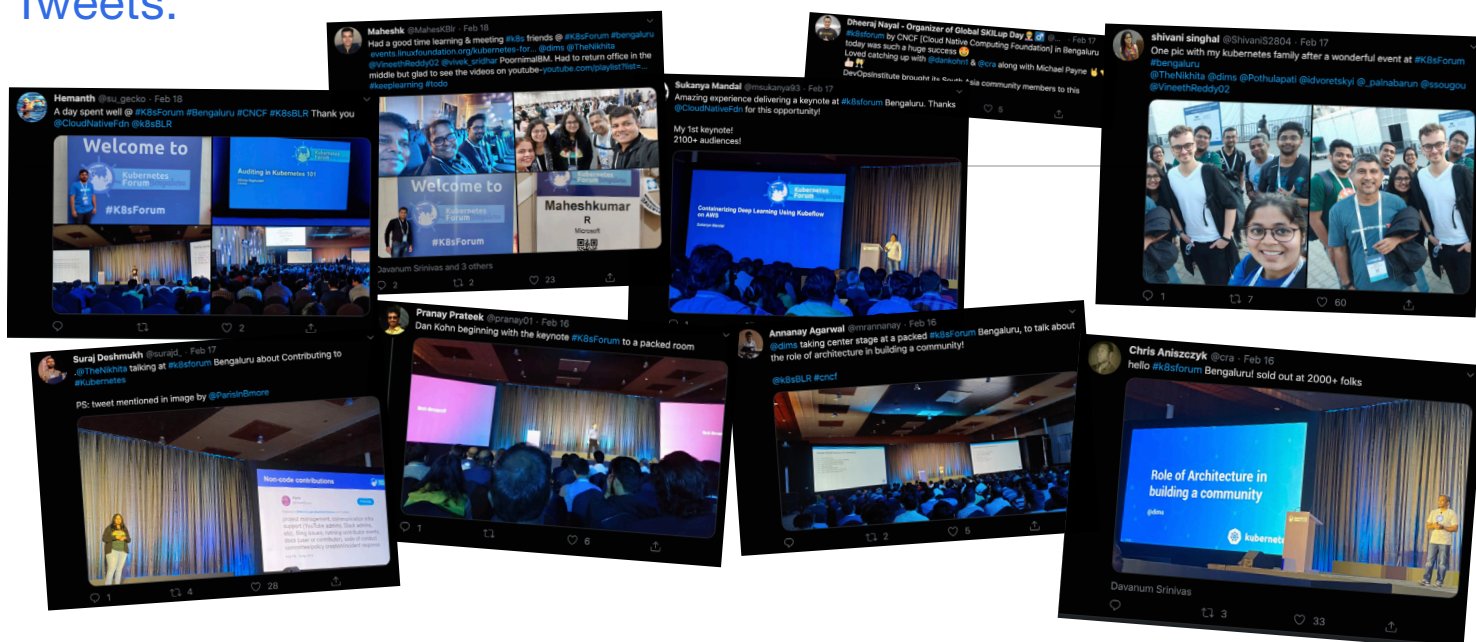 Tweets:
Maheshk @MahesKBlr · Feb 18
Had a good time learning & meeting #k8s friends @ #K8sForum #bengaluru
events.linuxfoundation.org/kubernetes-for... @dims @TheNikhita
@VineethReddy02 @vivek_sridhar Poornimal8M. Had to return office in the
middle but glad to see the videos on youtube-youtube.com/playlist?list=...
#keeplearning #todo
Welcome to
Kubernetes
Forum
#K8sForum
Maheshkumar
R
Microsoft
Davanum Srinivas and 3 others
2
2
23
Dheeraj Nayal - Organizer of Global SKILup Day @... · Feb 17
#k8sforum by CNCF [Cloud Native Computing Foundation] in Bengaluru
today was such a huge success
Loved catching up with @dankohn1 & @cra along with Michael Payne
DevOpsInstitute brought its South Asia community members to this
5
shivani singhal @ShivaniS2804 · Feb 17
One pic with my kubernetes family after a wonderful event at #K8sForum
#bengaluru
@TheNikhita @dims @Pothulapati @idvoretskyi @_palnabarun @ssougou
@VineethReddy02
1
7
60
Hemanth @su_gecko · Feb 18
A day spent well @ #K8sForum #Bengaluru #CNCF #K8sBLR Thank you
@CloudNativeFdn @k8sBLR
Welcome to
Kubernetes
Forum
#K8sForum
Kubernetes
Forum
Auditing in Kubernetes 101
2
Sukanya Mandal @msukanya93 · Feb 17
Amazing experience delivering a keynote at #k8sforum Bengaluru. Thanks
@CloudNativeFdn for this opportunity!
My 1st keynote!
2100+ audiences!
Kubernetes
Forum
Containerizing Deep Learning Using Kubeflow
on AWS
Sukanya Mandal
Suraj Deshmukh @surajd_ · Feb 17
.@TheNikhita talking at #k8sforum Bengaluru about Contributing to
#Kubernetes
PS: tweet mentioned in image by @ParisInBmore
Non-code contributions
1
4
28
Pranay Prateek @pranay01 · Feb 16
Dan Kohn beginning with the keynote #K8sForum to a packed room
1
6
Annanay Agarwal @mrannanay · Feb 16
@dims taking center stage at a packed #k8sForum Bengaluru, to talk about
the role of architecture in building a community!
@k8sBLR #cncf
2
5
Chris Aniszczyk @cra · Feb 16
hello #k8sforum Bengaluru! sold out at 2000+ folks
Role of Architecture in
building a community
@dims
kubernetes
Davanum Srinivas
3
33